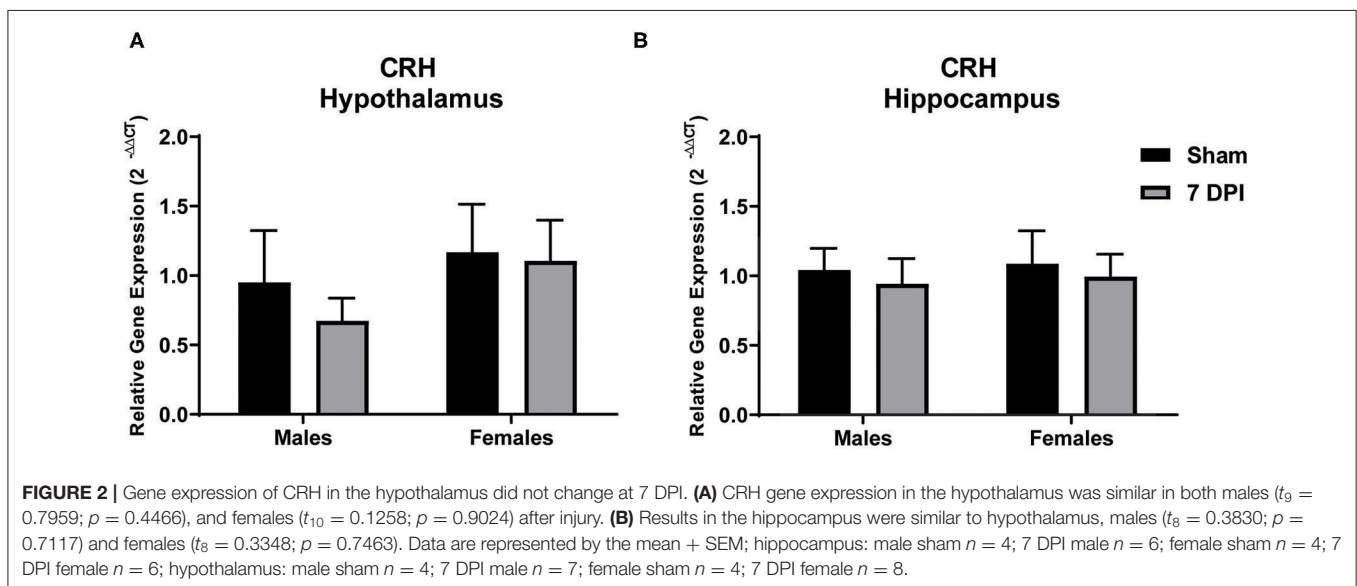 A
CRH
Hypothalamus
Relative Gene Expression (2 -ΔΔCT)
2.0
1.5
1.0
0.5
0.0
Males Females
B
CRH
Hippocampus
Relative Gene Expression (2 -ΔΔCT)
2.0
1.5
1.0
0.5
0.0
Males Females
Sham
7 DPI
FIGURE 2 | Gene expression of CRH in the hypothalamus did not change at 7 DPI. (A) CRH gene expression in the hypothalamus was similar in both males (t9 =
0.7959; p = 0.4466), and females (t10 = 0.1258; p = 0.9024) after injury. (B) Results in the hippocampus were similar to hypothalamus, males (t8 = 0.3830; p =
0.7117) and females (t8 = 0.3348; p = 0.7463). Data are represented by the mean + SEM; hippocampus: male sham n = 4; 7 DPI male n = 6; female sham n = 4; 7
DPI female n = 6; hypothalamus: male sham n = 4; 7 DPI male n = 7; female sham n = 4; 7 DPI female n = 8.